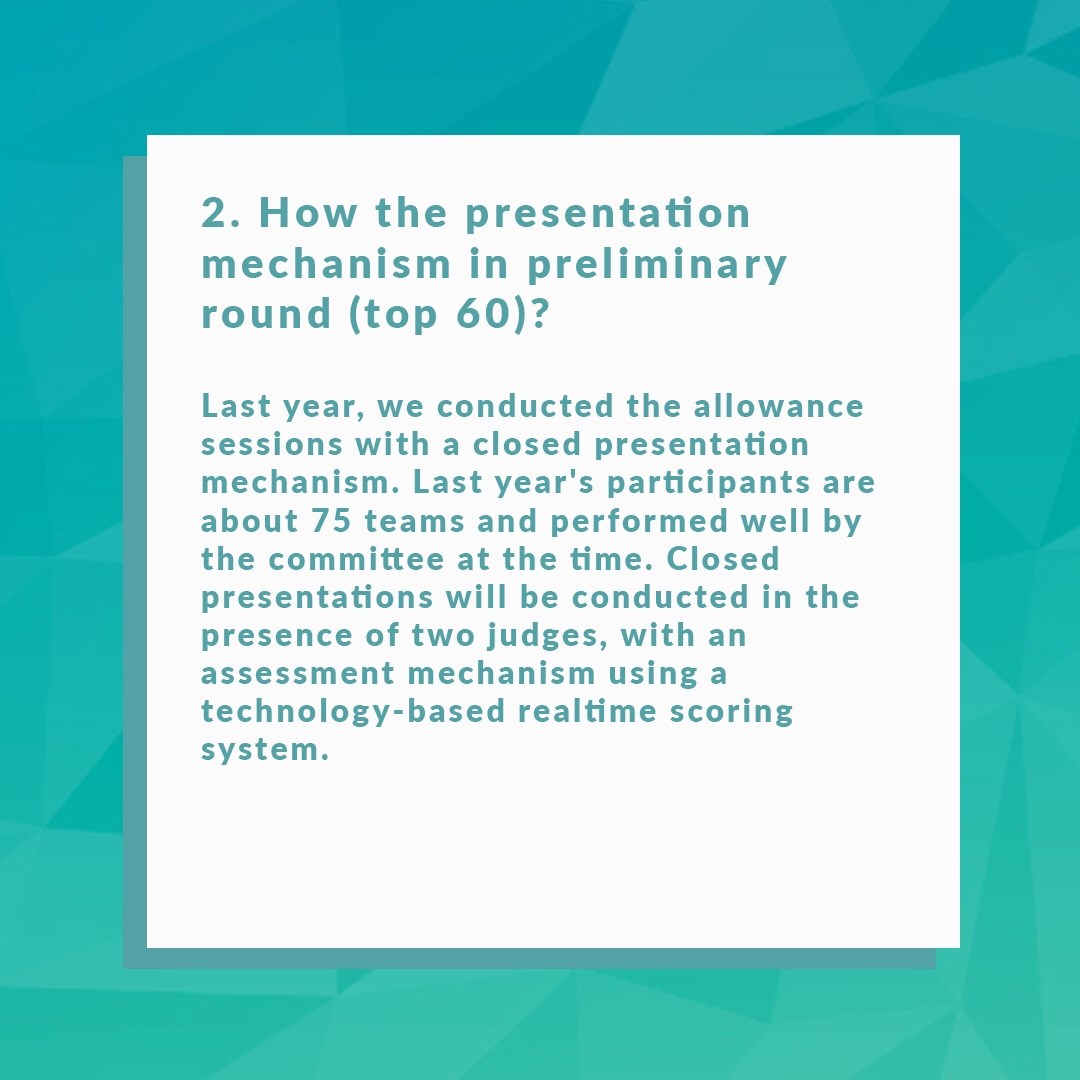 2. How the presentation
mechanism in preliminary
round (top 60)?
Last year, we conducted the allowance
sessions with a closed presentation
mechanism. Last year's participants are
about 75 teams and performed well by
the committee at the time. Closed
presentations will be conducted in the
presence of two judges, with an
assessment mechanism using a
technology-based realtime scoring
system.